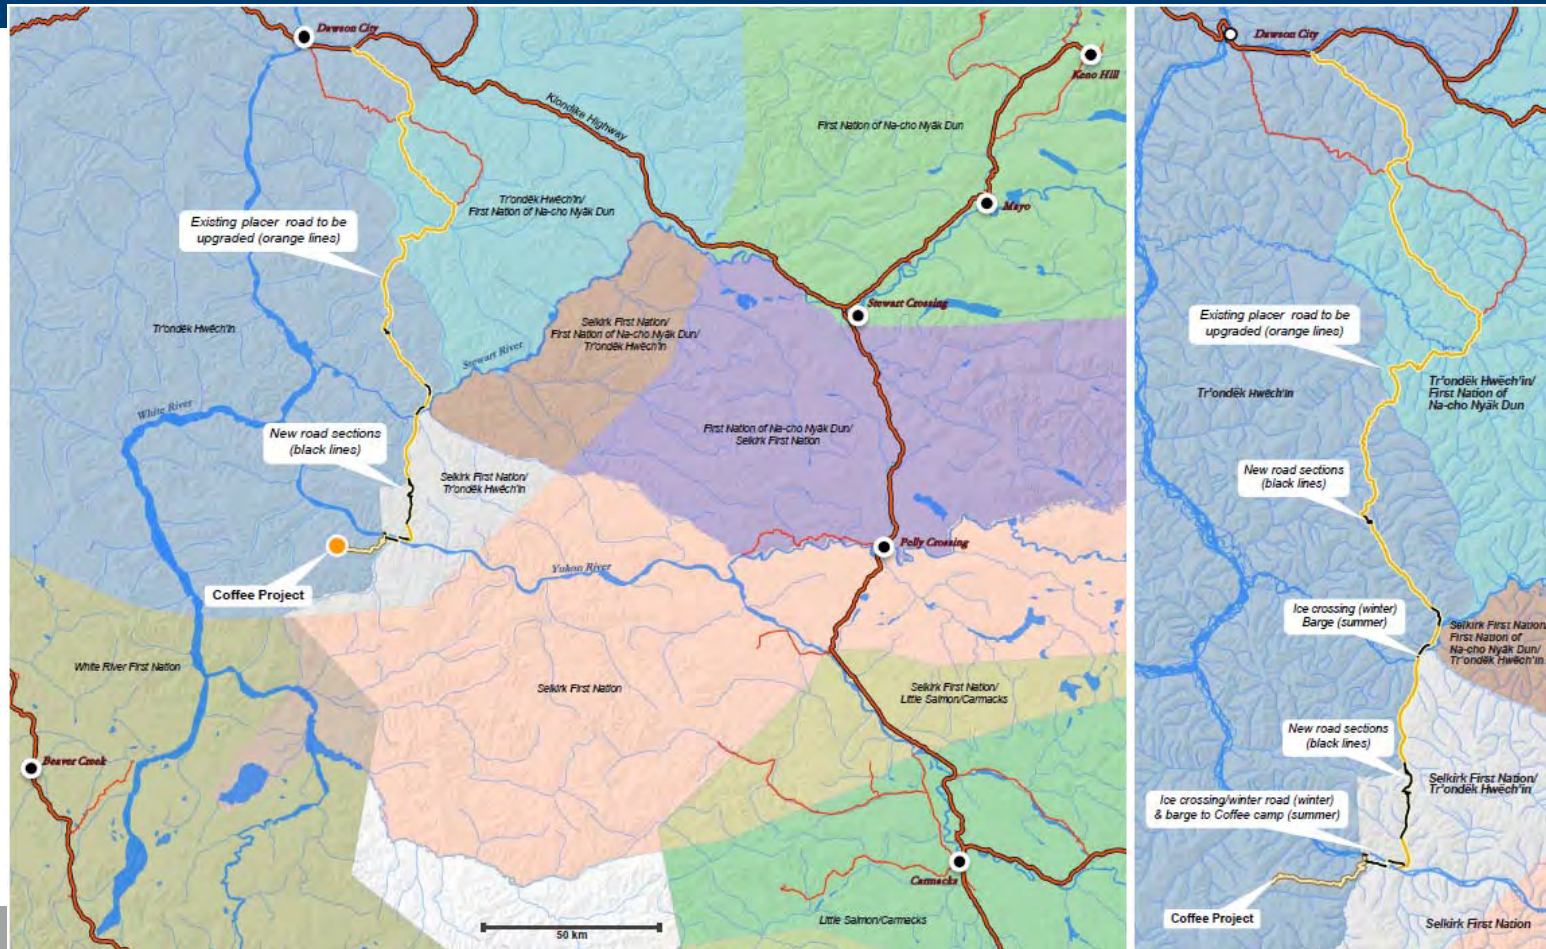 Dawson City
Keno Hill
Klondike Highway
First Nation of Na-cho Nyäk Dun
Tr'ondëk Hwëch'in/
First Nation of Na-cho Nyäk Dun
Mayo
Existing placer road to be
upgraded (orange lines)
Stewart Crossing
Tr'ondëk Hwëch'in
Selkirk First Nation/
First Nation of Na-cho Nyäk Dun/
Tr'ondëk Hwëch'in
Stewart River
White River
New road sections
(black lines)
First Nation of Na-cho Nyäk Dun/
Selkirk First Nation
Selkirk First Nation/
Tr'ondëk Hwëch'in
Pelly Crossing
Yukon River
Coffee Project
White River First Nation
Selkirk First Nation
Selkirk First Nation/
Little Salmon/Carmacks
Beaver Creek
Carmacks
Little Salmon/Carmacks
50 km
Dawson City
Existing placer road to be
upgraded (orange lines)
Tr'ondëk Hwëch'in
Tr'ondëk Hwëch'in/
First Nation of
Na-cho Nyäk Dun
New road sections
(black lines)
Ice crossing (winter)
Barge (summer)
Selkirk First Nation/
First Nation of
Na-cho Nyäk Dun/
Tr'ondëk Hwëch'in
New road sections
(black lines)
Selkirk First Nation/
Tr'ondëk Hwëch'in
Ice crossing/winter road (winter)
& barge to Coffee camp (summer)
Coffee Project
Selkirk First Nation